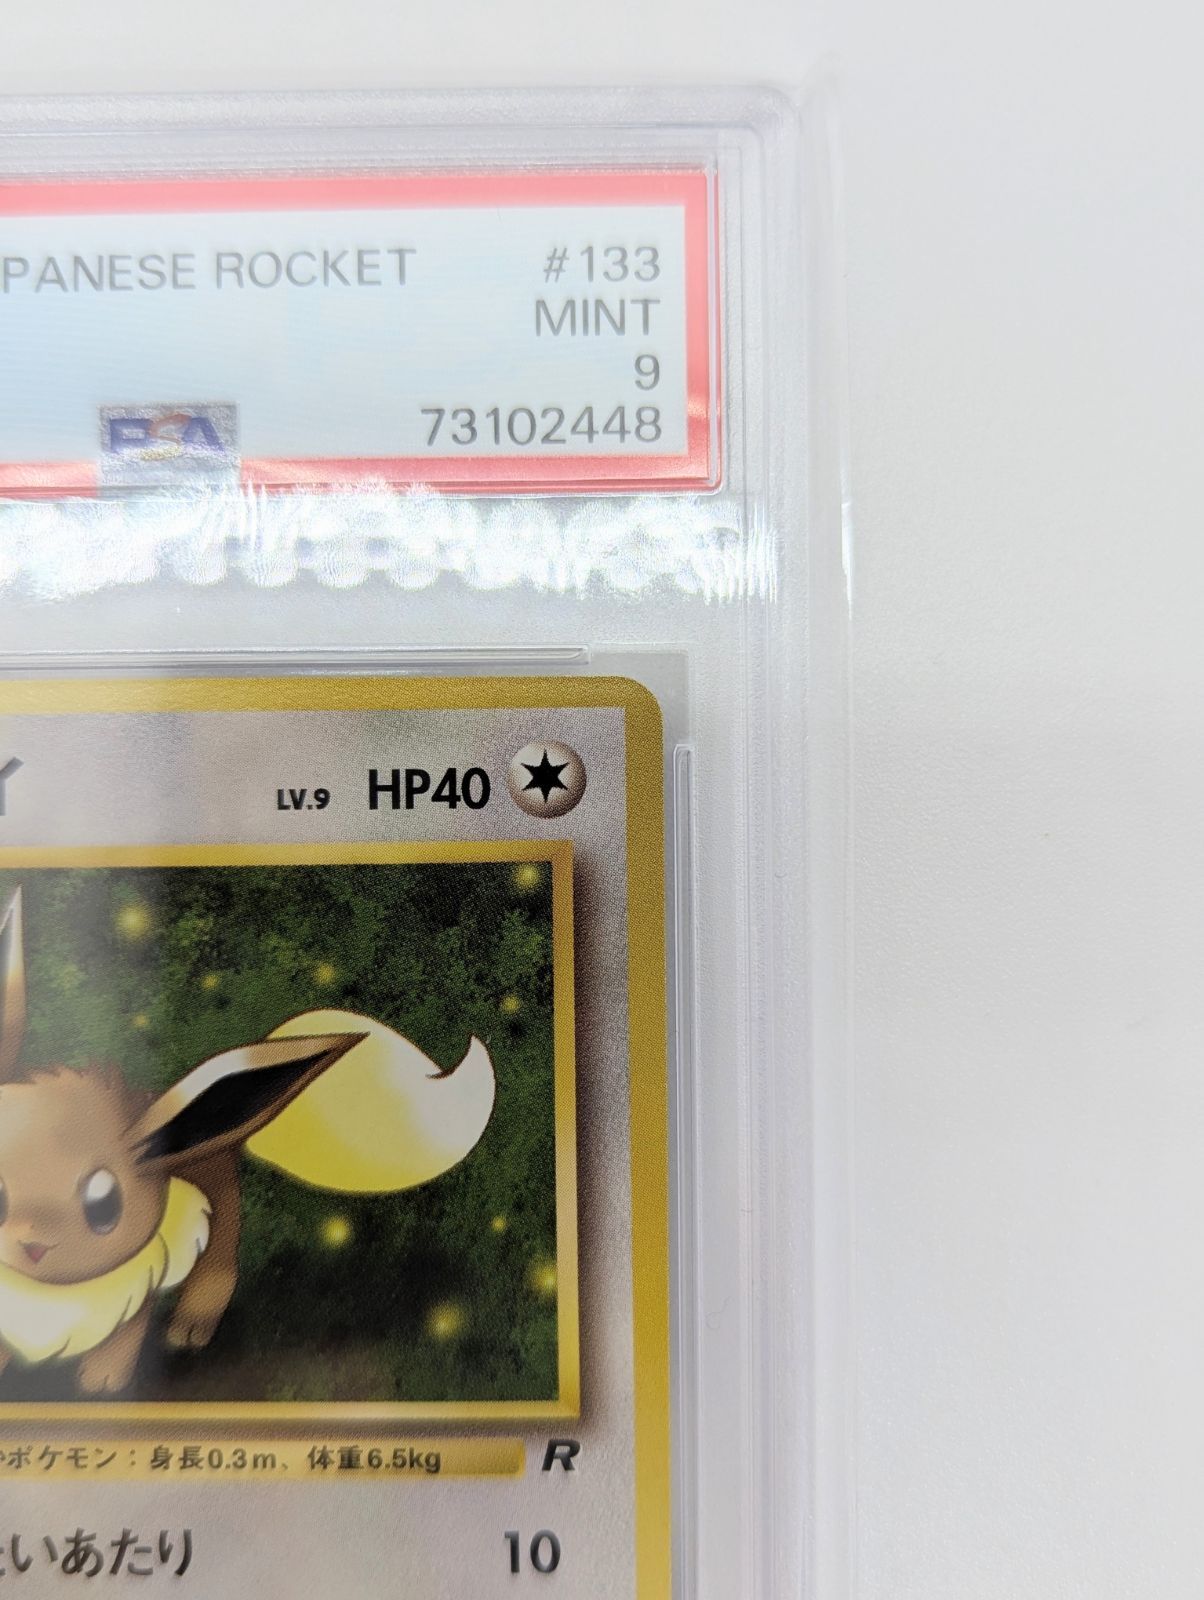 PANESE ROCKET #133
MINT
9
PSA 73102448
LV.9 HP40
ポケモン：身長0.3m、体重6.5kg R
いあたり 10